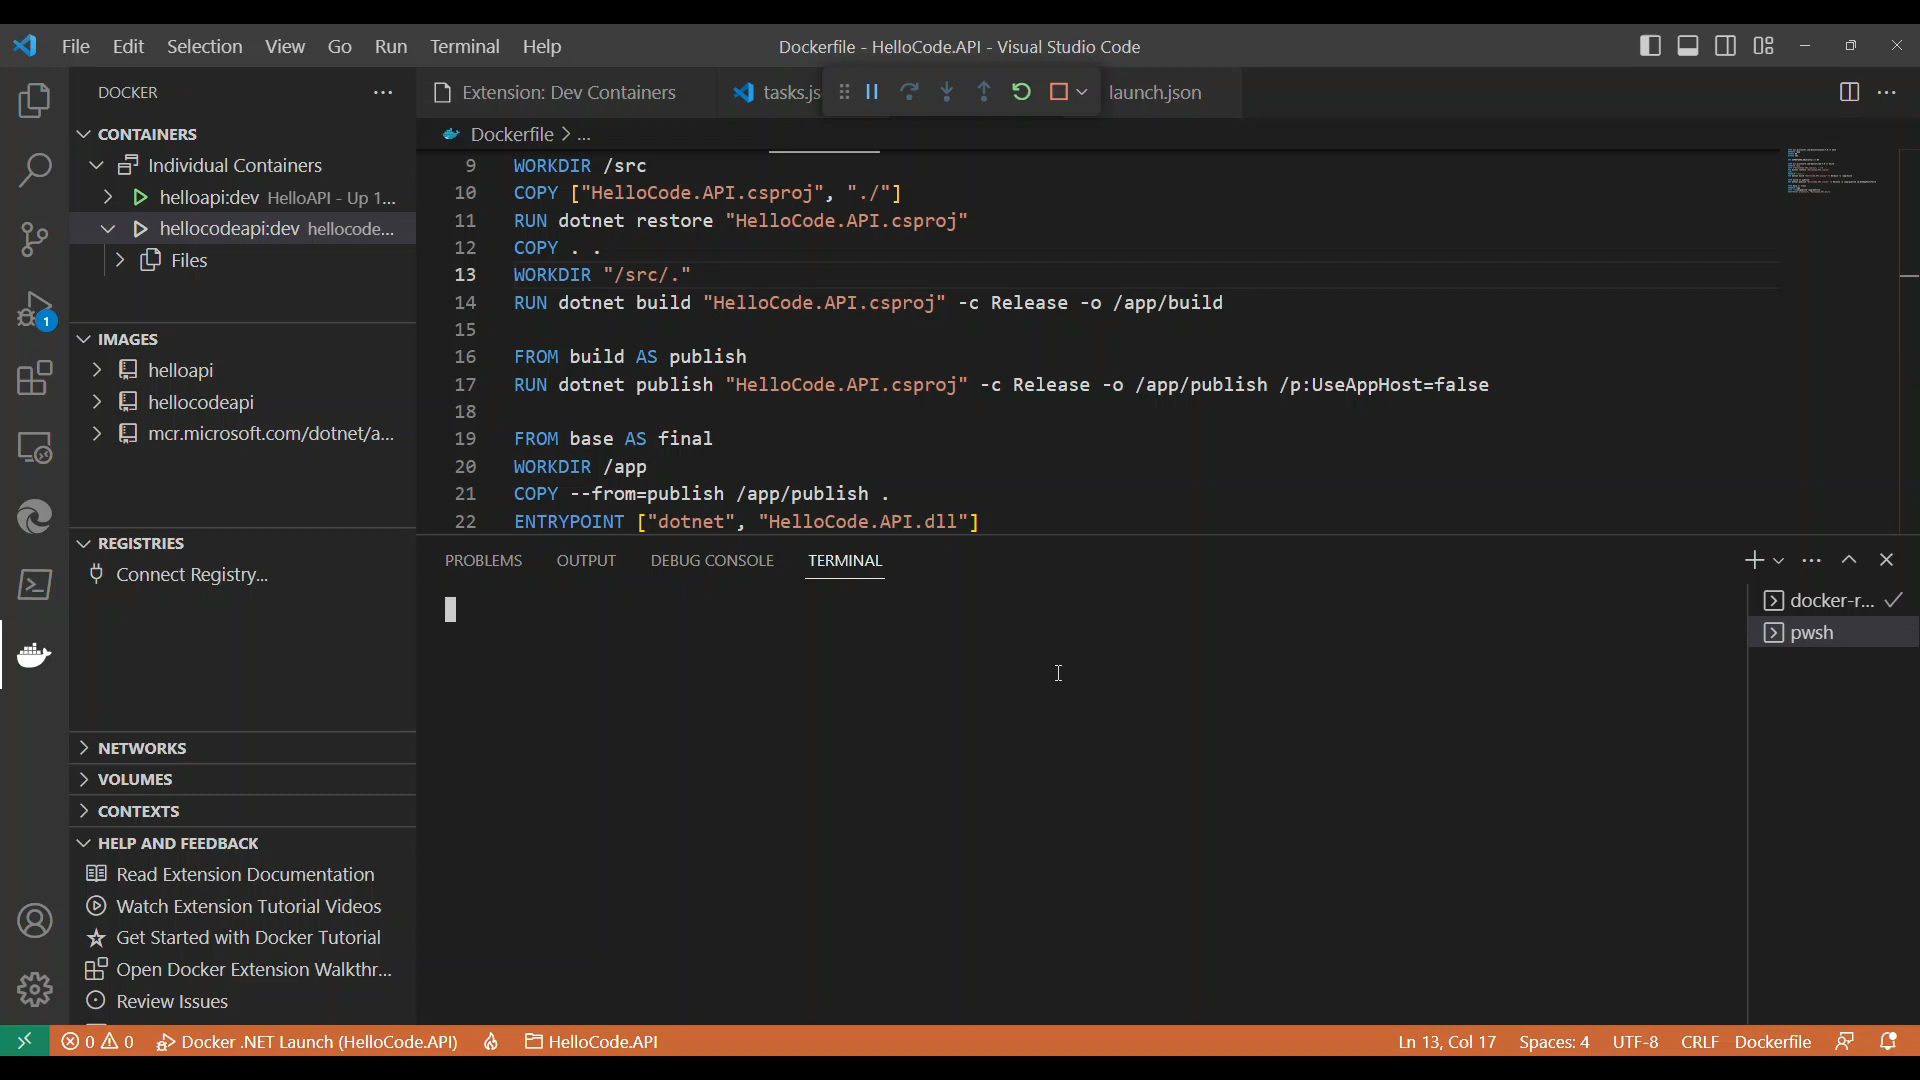 File Edit Selection View Go Run Terminal Help
Dockerfile - HelloCode.API - Visual Studio Code
DOCKER
Extension: Dev Containers
tasks.js
launch.json
CONTAINERS
Individual Containers
helloapi:dev HelloAPI - Up 1...
hellocodeapi:dev hellocode...
Files
IMAGES
helloapi
hellocodeapi
mcr.microsoft.com/dotnet/a...
REGISTRIES
Connect Registry...
NETWORKS
VOLUMES
CONTEXTS
HELP AND FEEDBACK
Read Extension Documentation
Watch Extension Tutorial Videos
Get Started with Docker Tutorial
Open Docker Extension Walkthr...
Review Issues
1
Dockerfile > ...
9 WORKDIR /src
10 COPY ["HelloCode.API.csproj", "./"]
11 RUN dotnet restore "HelloCode.API.csproj"
12 COPY . .
13 WORKDIR "/src/."
14 RUN dotnet build "HelloCode.API.csproj" -c Release -o /app/build
15
16 FROM build AS publish
17 RUN dotnet publish "HelloCode.API.csproj" -c Release -o /app/publish /p:UseAppHost=false
18
19 FROM base AS final
20 WORKDIR /app
21 COPY --from=publish /app/publish .
22 ENTRYPOINT ["dotnet", "HelloCode.API.dll"]
PROBLEMS OUTPUT DEBUG CONSOLE TERMINAL
docker-r...
pwsh
0 0 Docker .NET Launch (HelloCode.API) HelloCode.API
Ln 13, Col 17 Spaces: 4 UTF-8 CRLF Dockerfile